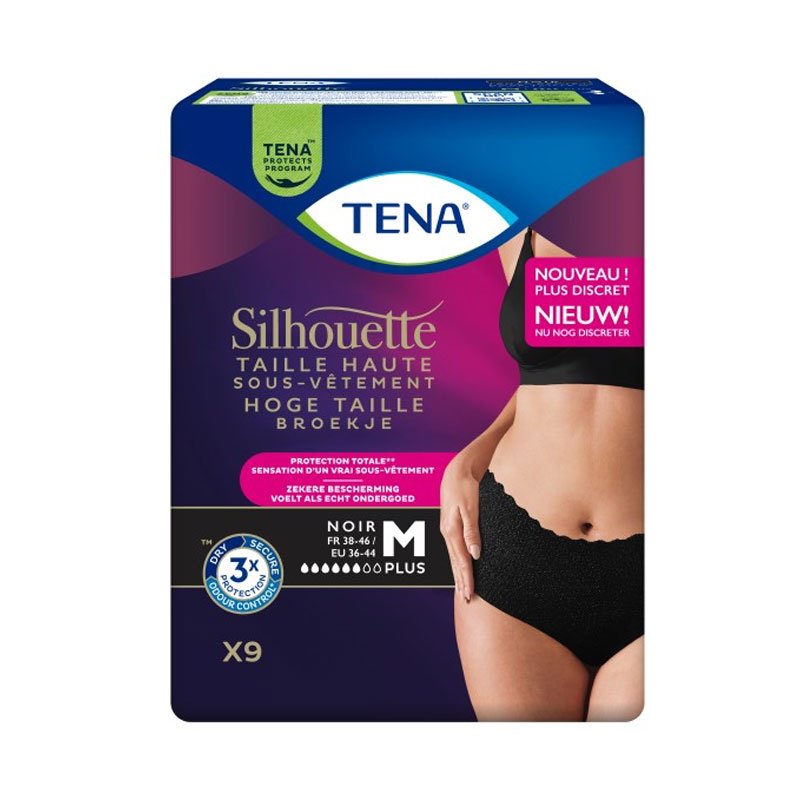 Silhouette
TENA™
PROTECTS
PROGRAM
TENA®
NOUVEAU !
PLUS DISCRET
NIEUW!
NU NOG DISCRETER
Silhouette
TAILLE HAUTE
SOUS-VÊTEMENT
HOGE TAILLE
BROEKJE
PROTECTION TOTALE**
SENSATION D'UN VRAI SOUS-VÊTEMENT
ZEKERE BESCHERMING
VOELT ALS ECHT ONDERGOED
NOIR
FR 38-46 /
EU 36-44
M
PLUS
™
DRY SECURE
3X
PROTECTION
ODOUR CONTROL*
X9